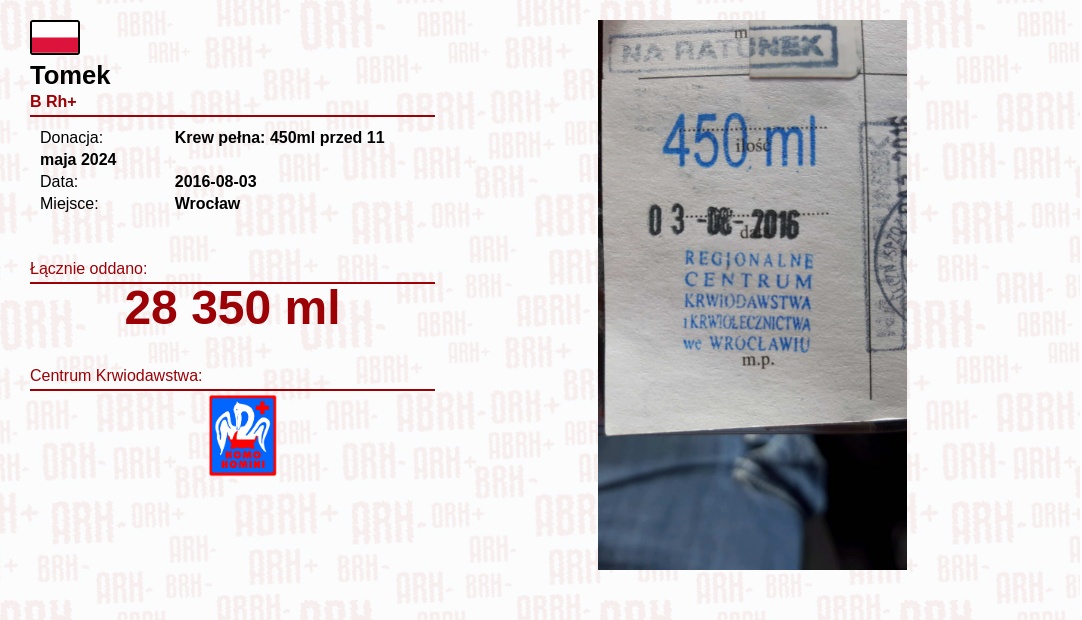 Tomek
B Rh+
Donacja: Krew pełna: 450ml przed 11
maja 2024
Data: 2016-08-03
Miejsce: Wrocław
Łącznie oddano:
28 350 ml
Centrum Krwiodawstwa:
HOMO
HOMINI
m
NA RATUNEK
450 ml
ilość
03-08-2016
REGIONALNE
CENTRUM
KRWIODAWSTWA
i KRWIOLECZNICTWA
we WROCŁAWIU
m.p.